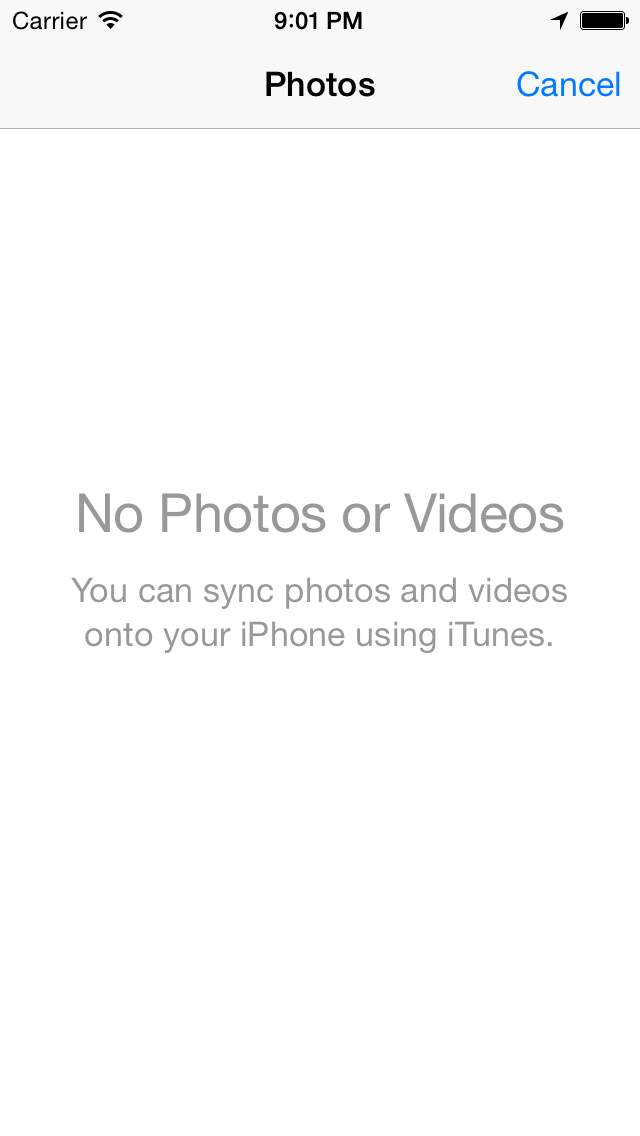 Carrier 9:01 PM
Photos Cancel
No Photos or Videos
You can sync photos and videos
onto your iPhone using iTunes.